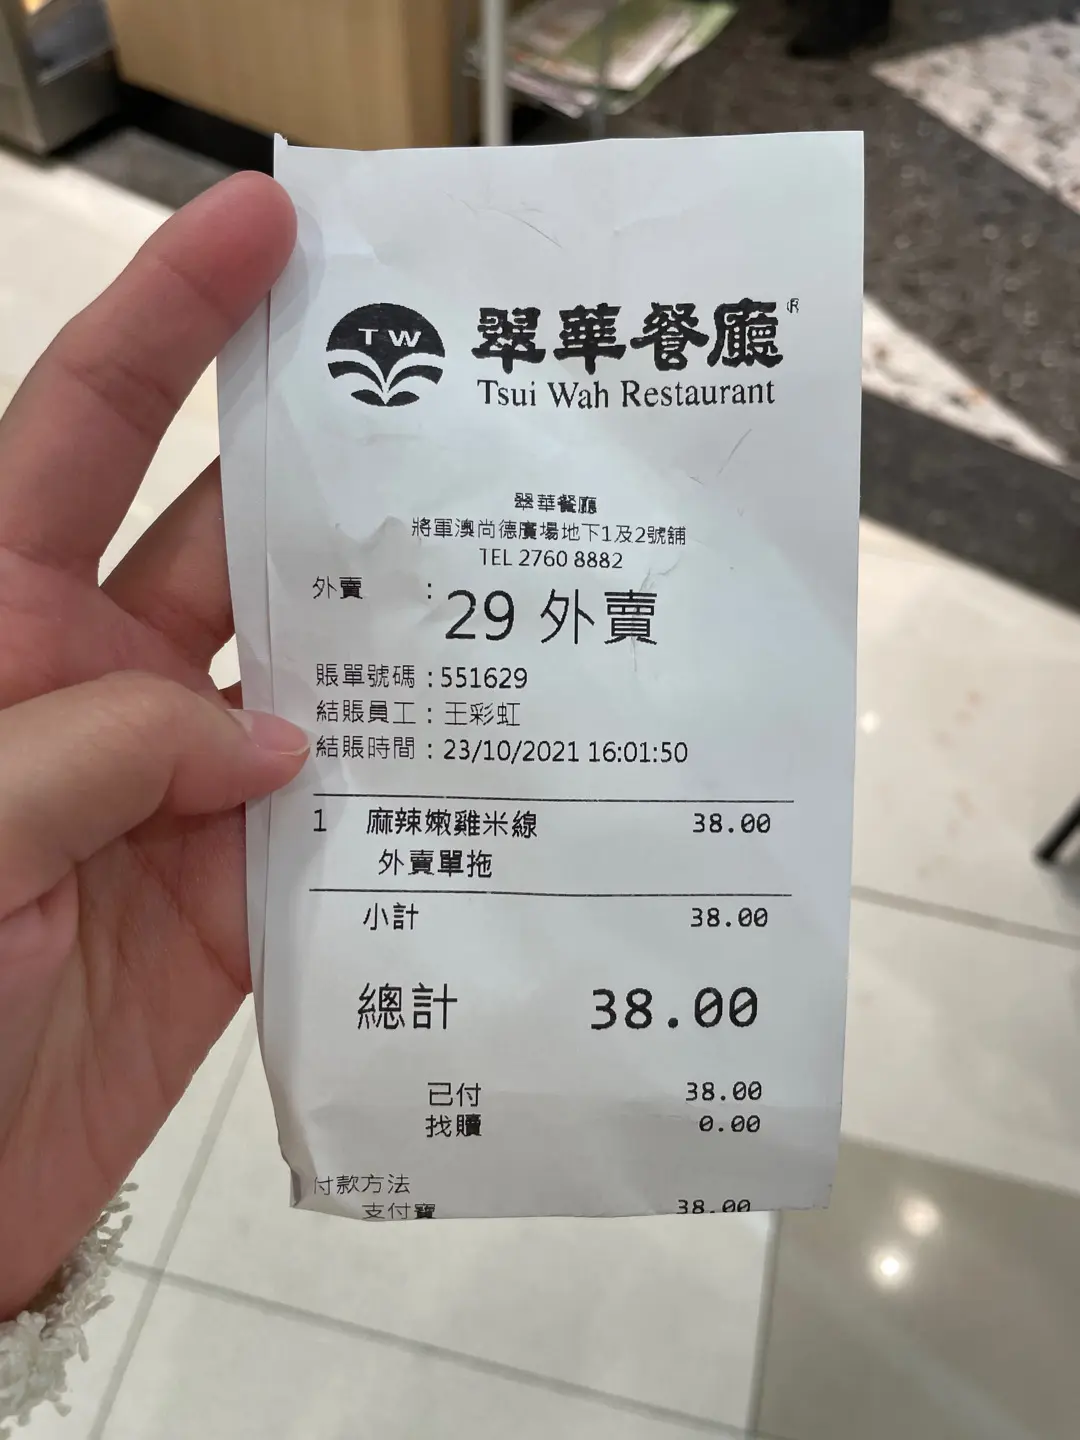 TW
翠華餐廳®
Tsui Wah Restaurant
翠華餐廳
將軍澳尚德廣場地下1及2號舖
TEL 2760 8882
外賣 : 29 外賣
賬單號碼 : 551629
結賬員工 : 王彩虹
結賬時間 : 23/10/2021 16:01:50
1 麻辣嫩雞米線 38.00
外賣單拖
小計 38.00
總計 38.00
已付 38.00
找贖 0.00
付款方法
支付寶 38.00